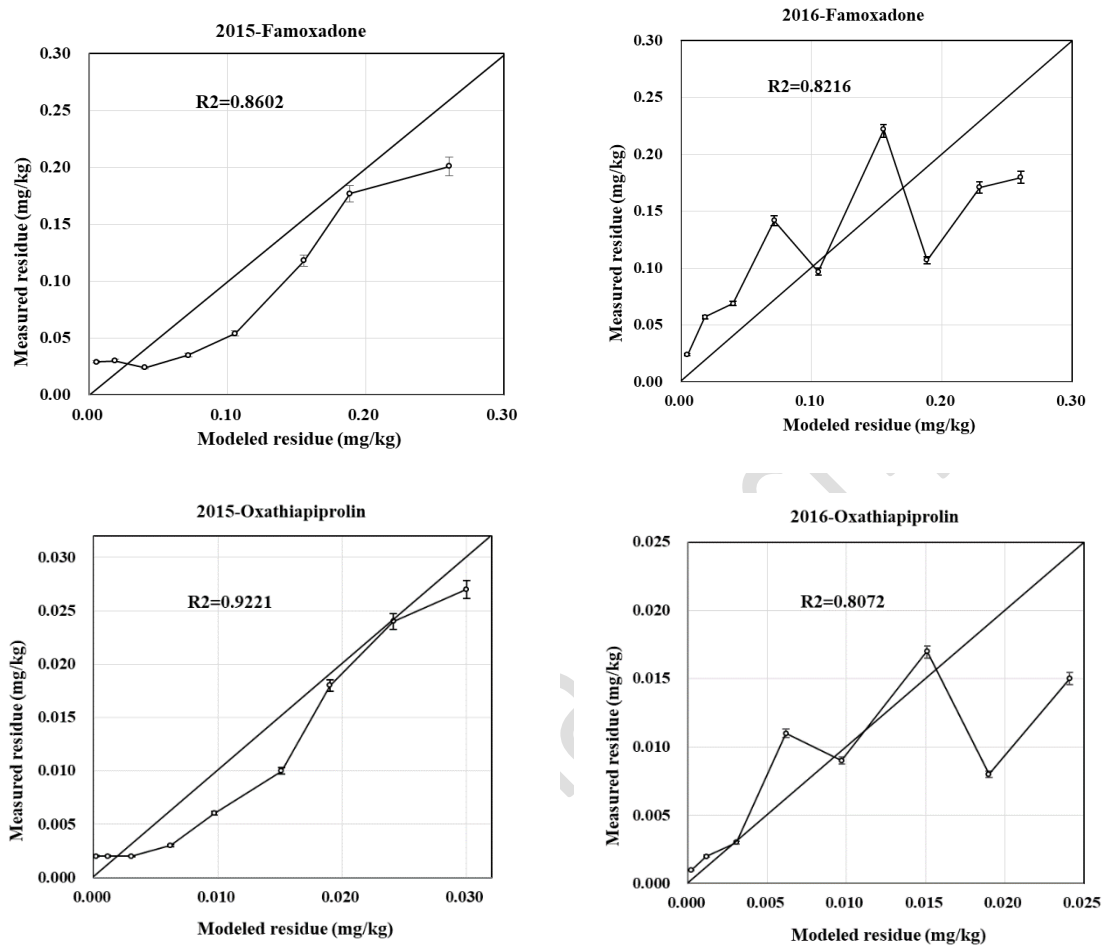 2015-Famoxadone
0.30
0.25
0.20
0.15
0.10
0.05
0.00
R2=0.8602
Measured residue (mg/kg)
0.00 0.10 0.20 0.30
Modeled residue (mg/kg)
2016-Famoxadone
0.30
0.25
0.20
0.15
0.10
0.05
0.00
R2=0.8216
Measured residue (mg/kg)
0.00 0.10 0.20 0.30
Modeled residue (mg/kg)
2015-Oxathiapiprolin
0.030
0.025
0.020
0.015
0.010
0.005
0.000
R2=0.9221
Measured residue (mg/kg)
0.000 0.010 0.020 0.030
Modeled residue (mg/kg)
2016-Oxathiapiprolin
0.025
0.020
0.015
0.010
0.005
0.000
R2=0.8072
Measured residue (mg/kg)
0.000 0.005 0.010 0.015 0.020 0.025
Modeled residue (mg/kg)